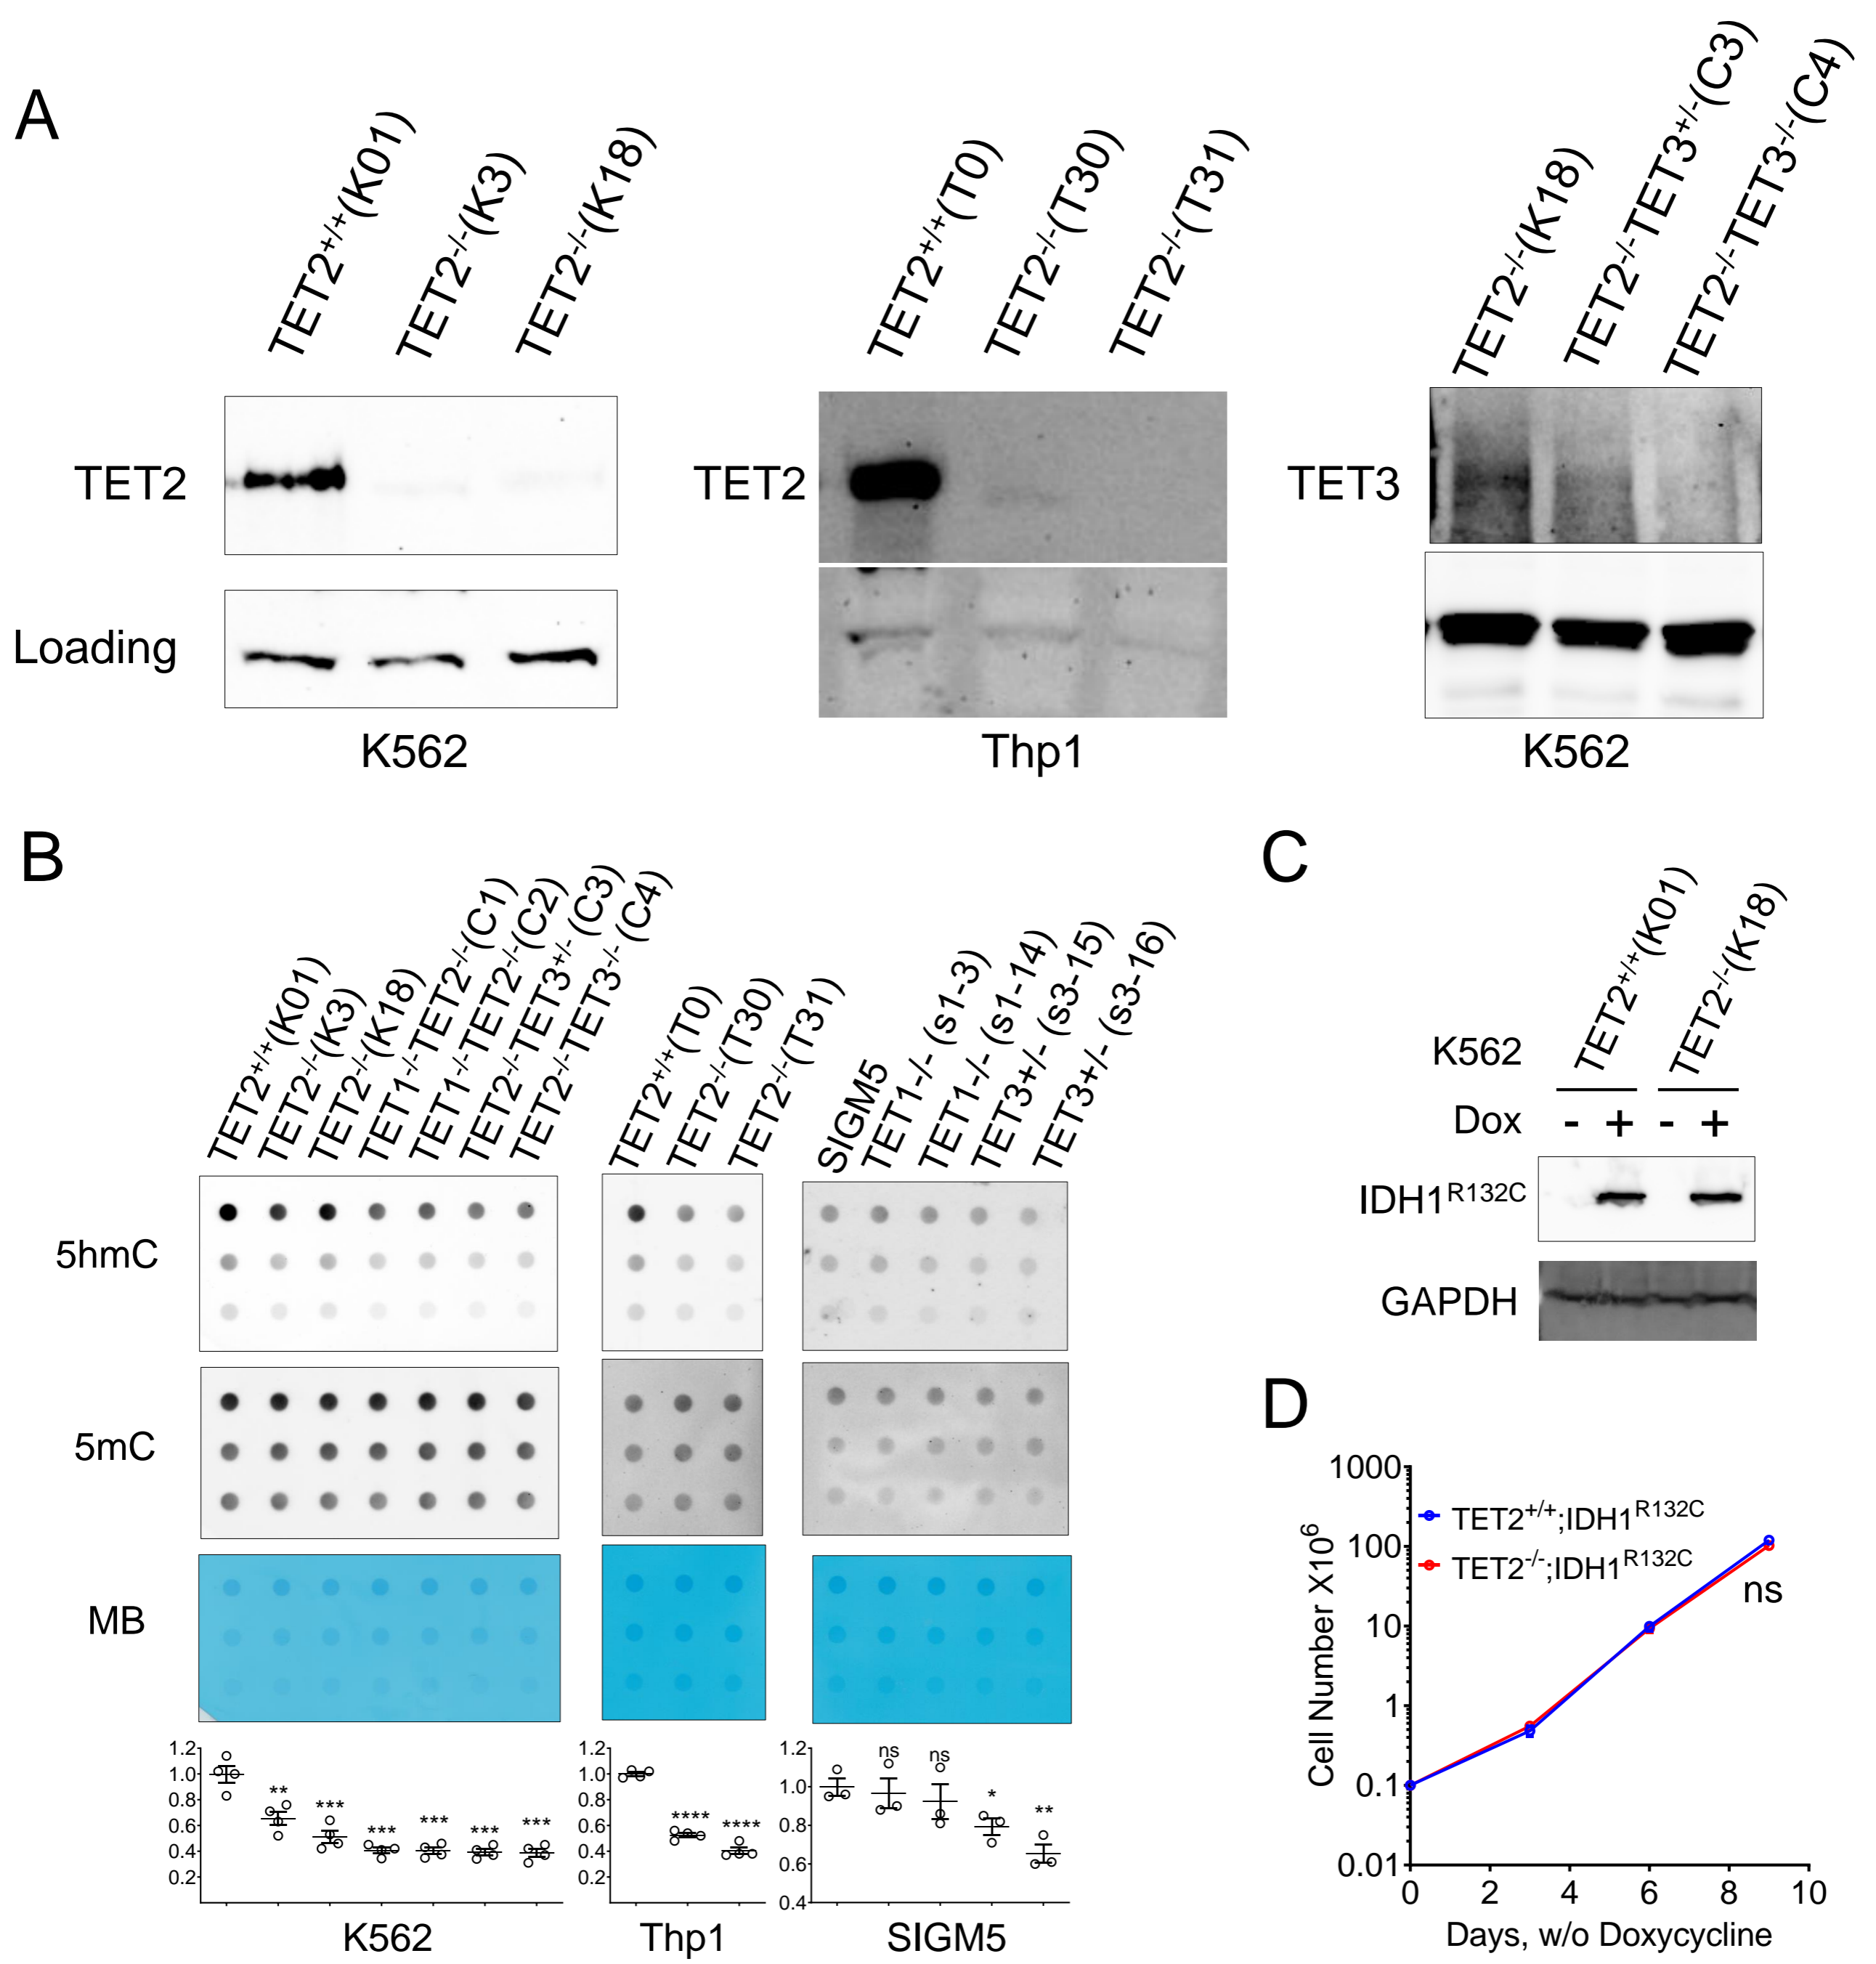 A
TET2+/+(K01)
TET2-/-(K3)
TET2-/-(K18)
TET2+/+(T0)
TET2-/-(T30)
TET2-/-(T31)
TET2-/-(K18)
TET2-/-TET3+/-(C3)
TET2-/-TET3-/-(C4)
TET2
TET2
TET3
Loading
K562
Thp1
K562
B
TET2+/+(K01)
TET2-/-(K3)
TET2-/-(K18)
TET1-/-TET2-/-(C1)
TET1-/-TET2-/-(C2)
TET2-/-TET3+/- (C3)
TET2-/-TET3-/- (C4)
TET2+/+(T0)
TET2-/-(T30)
TET2-/-(T31)
SIGM5
TET1-/- (s1-3)
TET1-/- (s1-14)
TET3+/- (s3-15)
TET3+/- (s3-16)
5hmC
5mC
MB
1.2
1.0
0.8
0.6
0.4
0.2
**
***
***
***
***
***
K562
1.2
1.0
0.8
0.6
0.4
0.2
****
****
Thp1
1.2
1.0
0.8
0.6
0.4
ns
ns
*
**
SIGM5
C
TET2+/+(K01)
TET2-/-(K18)
K562
Dox - + - +
IDH1R132C
GAPDH
D
1000
100
10
1
0.1
0.01
Cell Number X10^6
TET2+/+;IDH1R132C
TET2-/-;IDH1R132C
ns
0 2 4 6 8 10
Days, w/o Doxycycline